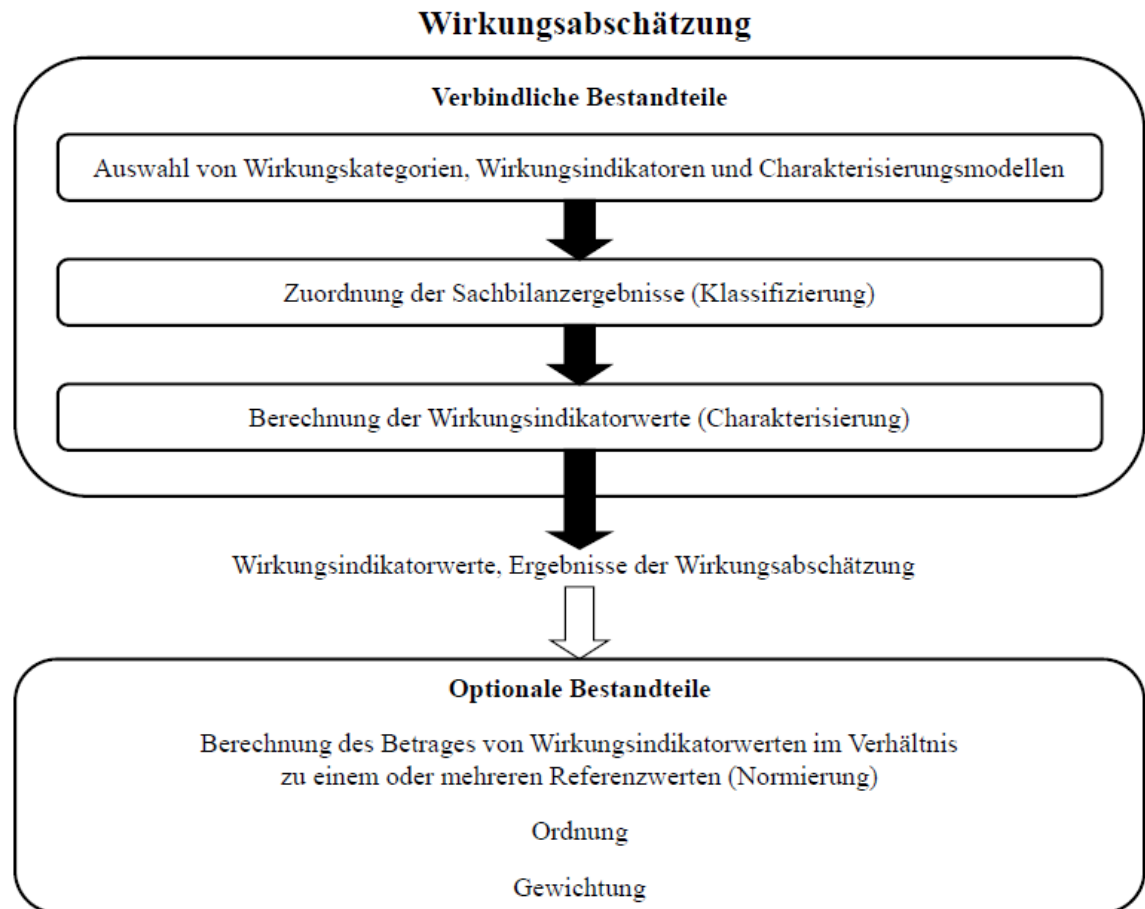 Wirkungsabschätzung
Verbindliche Bestandteile
Auswahl von Wirkungskategorien, Wirkungsindikatoren und Charakterisierungsmodellen
Zuordnung der Sachbilanzergebnisse (Klassifizierung)
Berechnung der Wirkungsindikatorwerte (Charakterisierung)
Wirkungsindikatorwerte, Ergebnisse der Wirkungsabschätzung
Optionale Bestandteile
Berechnung des Betrages von Wirkungsindikatorwerten im Verhältnis
zu einem oder mehreren Referenzwerten (Normierung)
Ordnung
Gewichtung